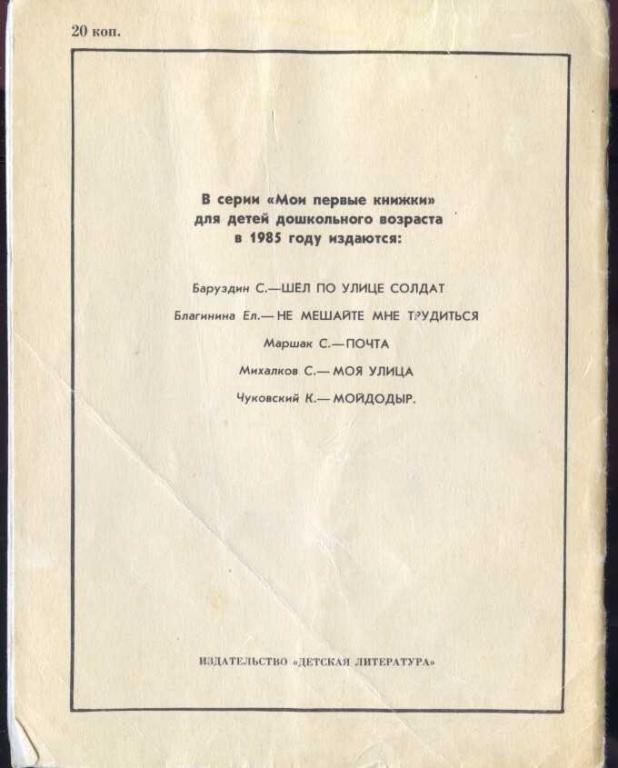 20 коп.
В серии «Мои первые книжки»
для детей дошкольного возраста
в 1985 году издаются:
Баруздин С.—ШЕЛ ПО УЛИЦЕ СОЛДАТ
Благинина Ел.—НЕ МЕШАЙТЕ МНЕ ТРУДИТЬСЯ
Маршак С.—ПОЧТА
Михалков С.—МОЯ УЛИЦА
Чуковский К.—МОЙДОДЫР.
ИЗДАТЕЛЬСТВО «ДЕТСКАЯ ЛИТЕРАТУРА»